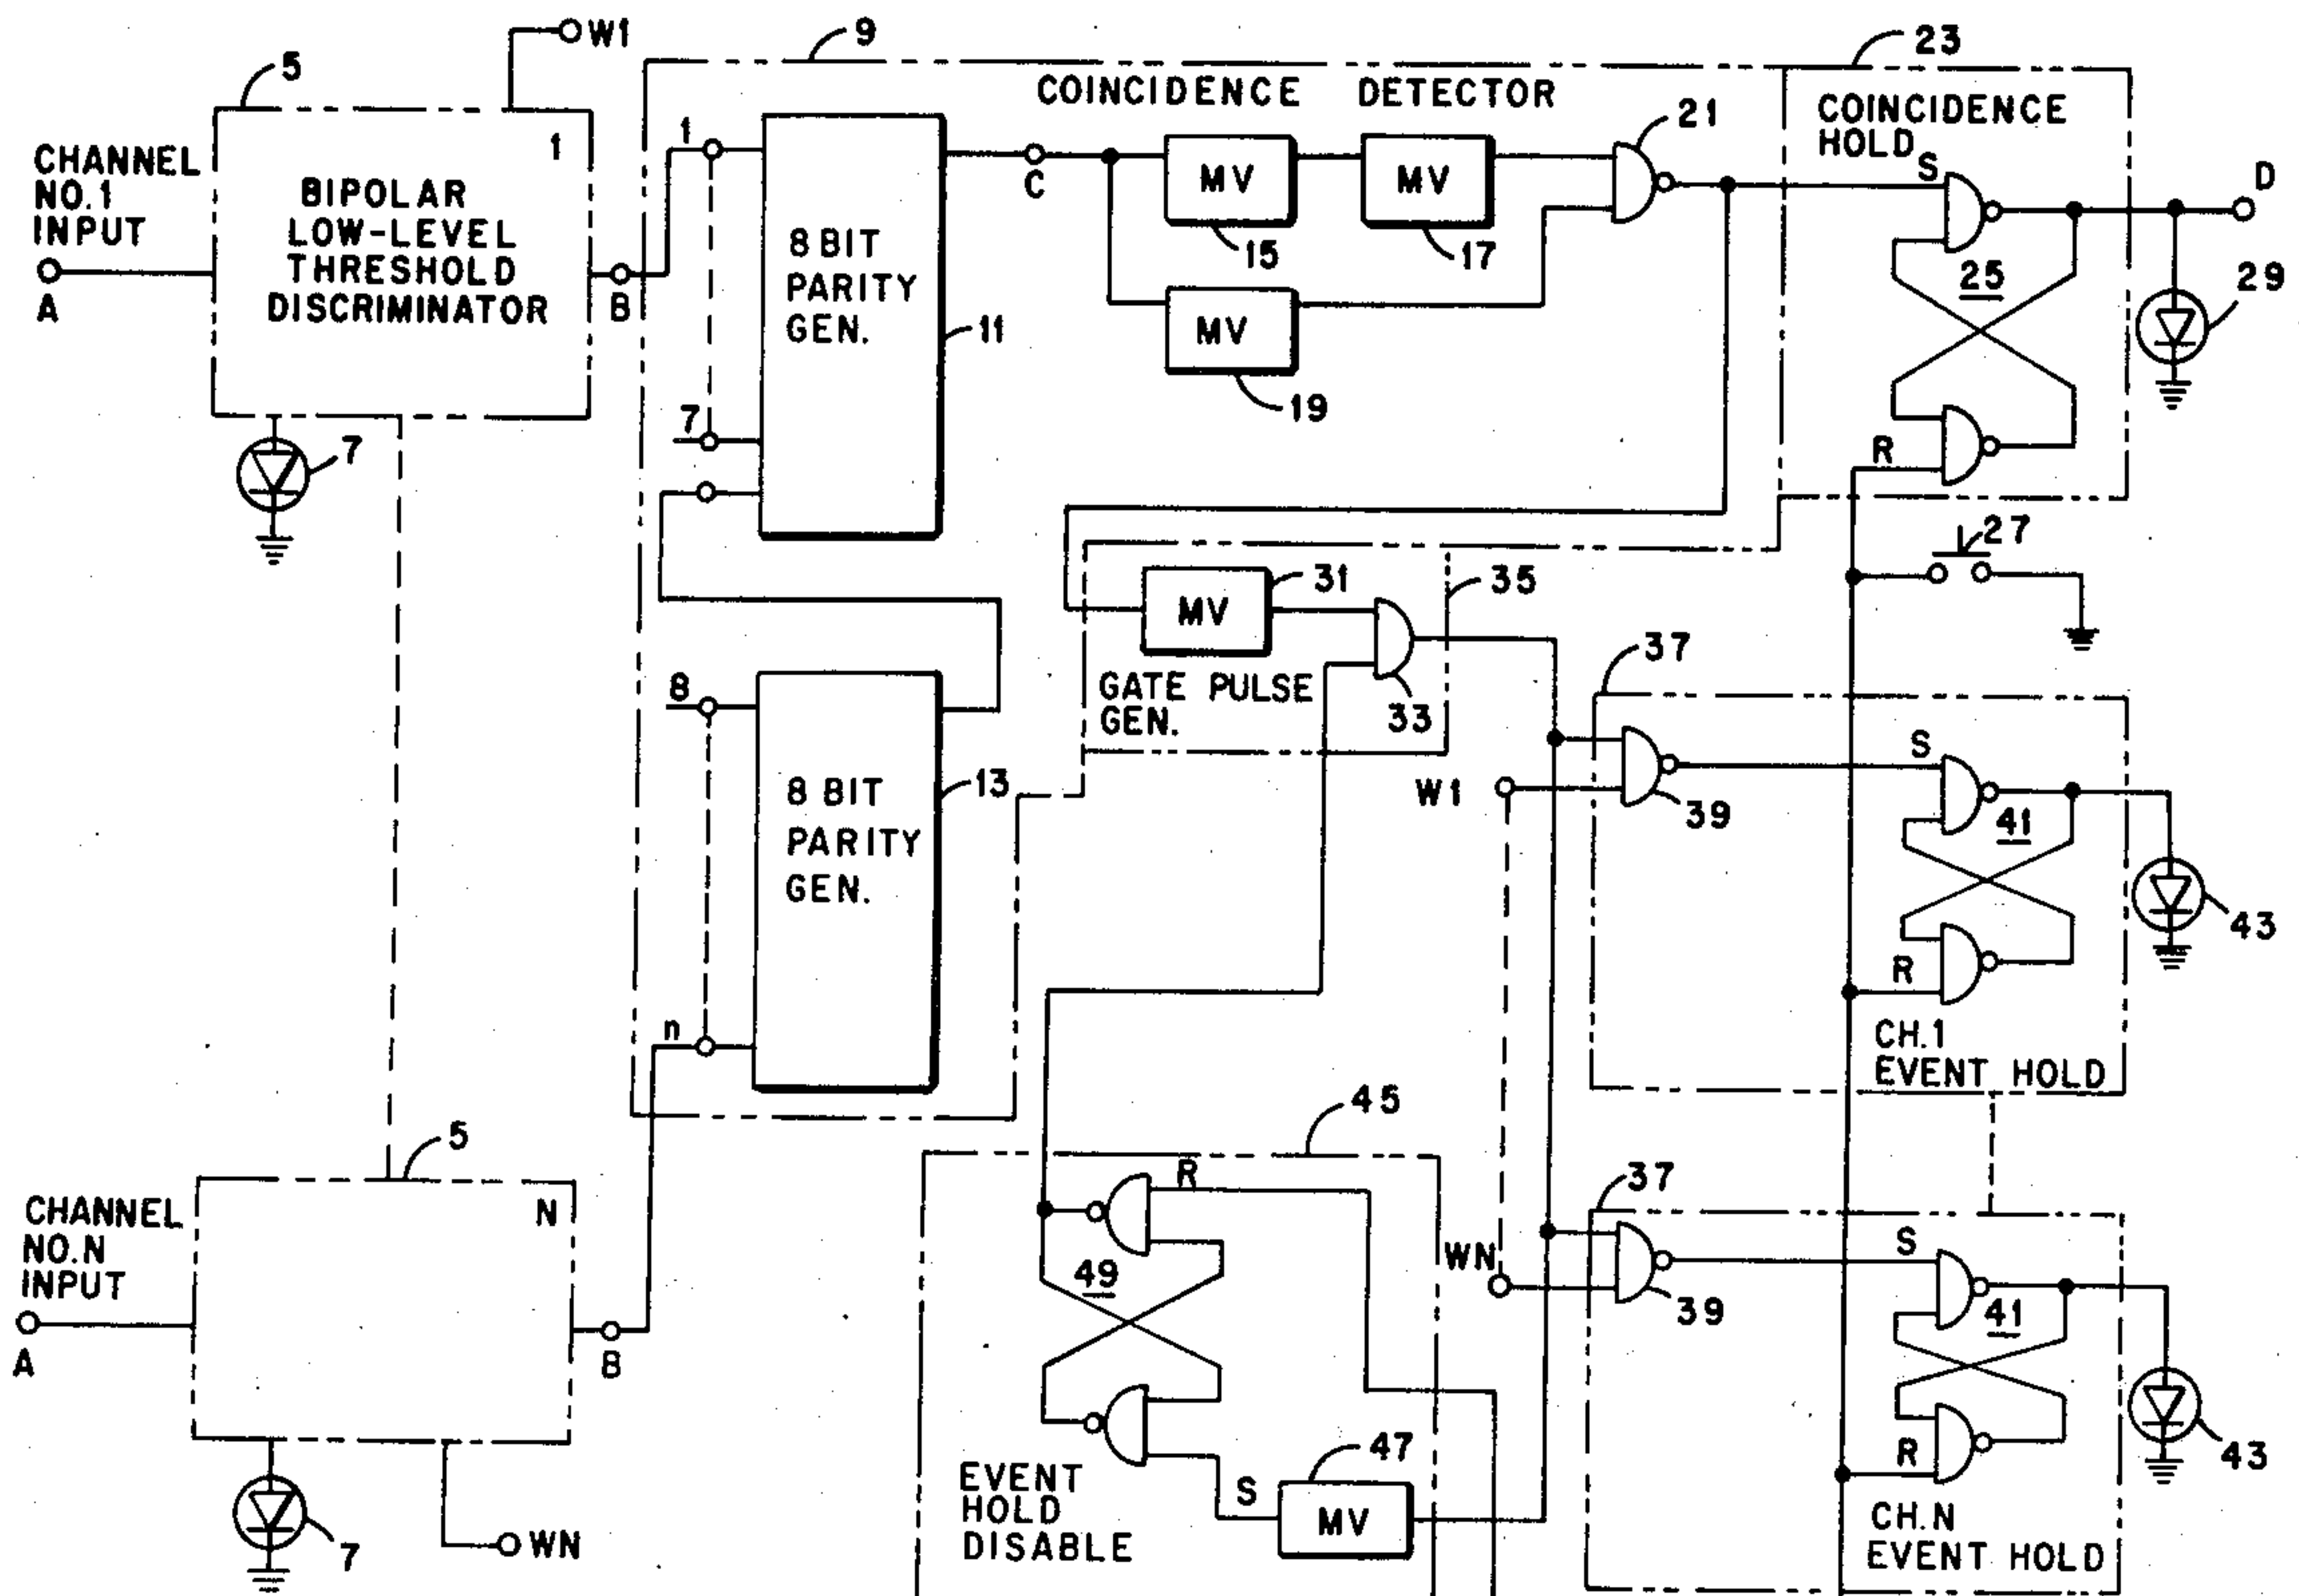 W1
9
23
5
COINCIDENCE DETECTOR
COINCIDENCE
HOLD
1
1
21
S
D
CHANNEL
NO.1
INPUT
A
BIPOLAR
LOW-LEVEL
THRESHOLD
DISCRIMINATOR
B
8 BIT
PARITY
GEN.
C
MV
MV
15
17
25
29
11
MV
19
7
7
R
27
MV
31
35
GATE PULSE
GEN.
33
37
8
8 BIT
PARITY
GEN.
13
W1
39
S
41
43
R
n
CH.1
EVENT HOLD
5
45
37
CHANNEL
NO.N
INPUT
A
N
B
R
49
WN
39
S
41
43
R
47
EVENT
HOLD
DISABLE
S
MV
CH.N
EVENT HOLD
7
WN